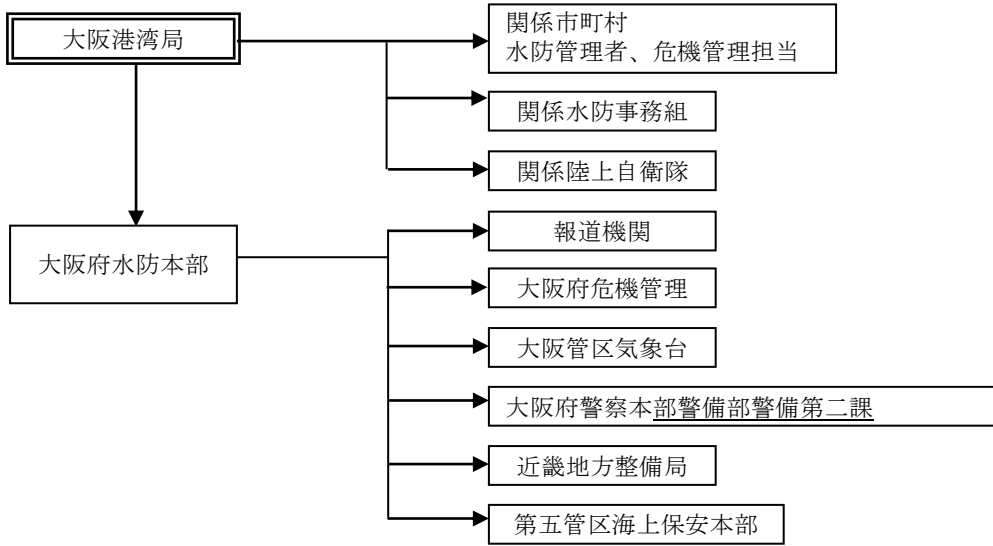 大阪港湾局
関係市町村
水防管理者、危機管理担当
関係水防事務組
関係陸上自衛隊
大阪府水防本部
報道機関
大阪府危機管理
大阪管区気象台
大阪府警察本部警備部警備第二課
近畿地方整備局
第五管区海上保安本部